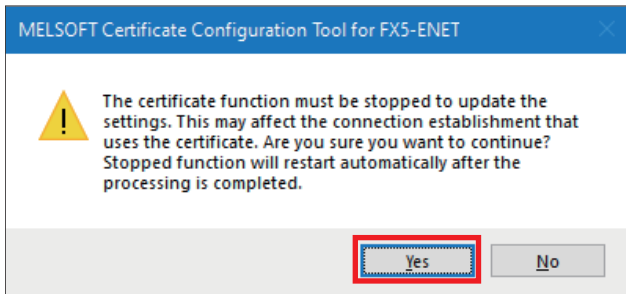 MELSOFT Certificate Configuration Tool for FX5-ENET
The certificate function must be stopped to update the
settings. This may affect the connection establishment that
uses the certificate. Are you sure you want to continue?
Stopped function will restart automatically after the
processing is completed.
Yes
No